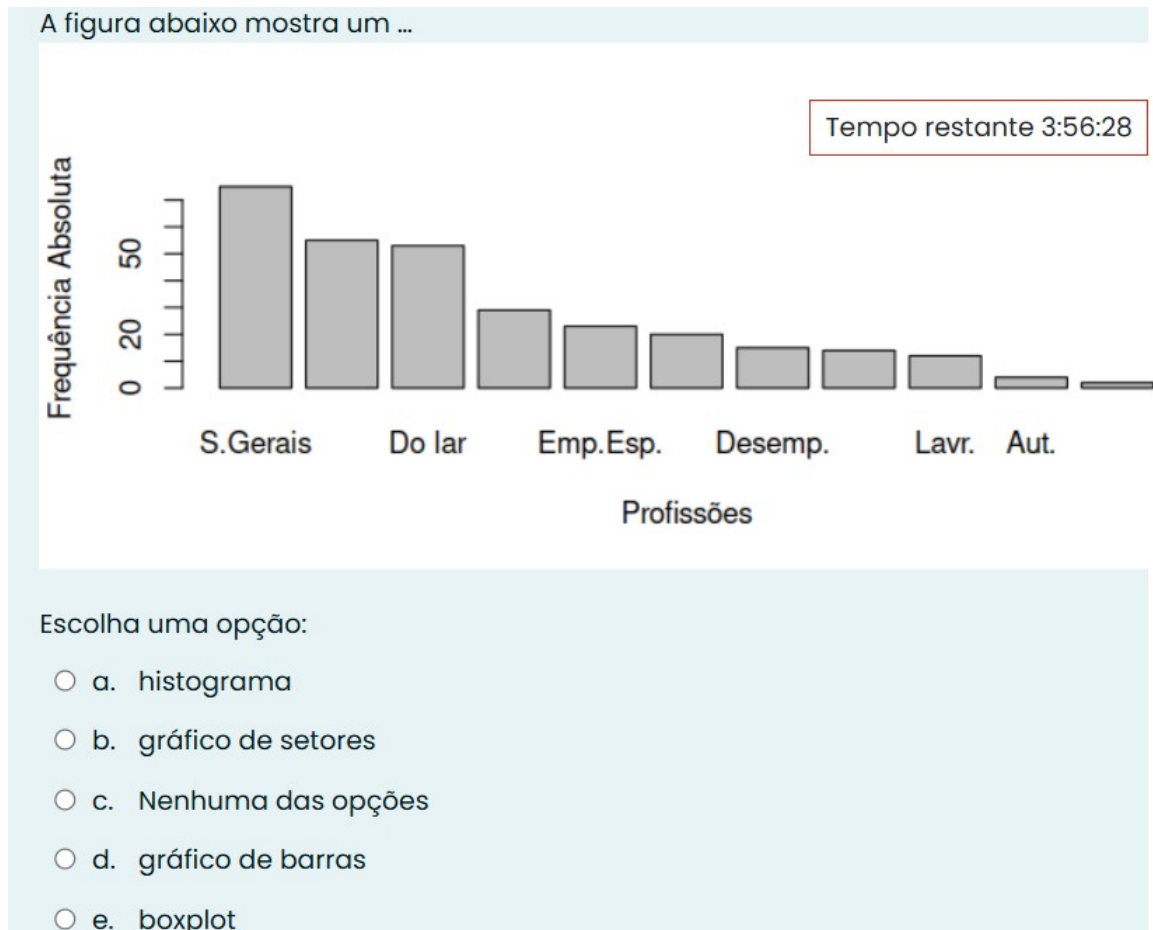 A figura abaixo mostra um ...
Tempo restante 3:56:28
Frequência Absoluta
50
20
0
S.Gerais Do lar Emp.Esp. Desemp. Lavr. Aut.
Profissões
Escolha uma opção:
a. histograma
b. gráfico de setores
c. Nenhuma das opções
d. gráfico de barras
e. boxplot